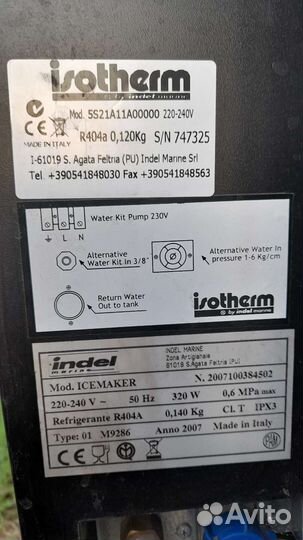 isotherm
by indel marine
Mod. 5S21A11A00000 220-240V
R404a 0,120Kg S/N 747325
MADE IN ITALY
I-61019 S. Agata Feltria (PU) Indel Marine Srl
Tel. +390541848030 Fax +390541848563
Water Kit Pump 230V
L N
Alternative
Water Kit in 3/8"
Alternative Water In
pressure 1-6 Kg/cm
Return Water
Out to tank
isotherm
by indel marine
indel
marine
INDEL MARINE
Zona Artigianale
61019 S.Agata Feltria (PU)
Mod. ICEMAKER N. 2007100384502
220-240 V ~ 50 Hz 320 W 0,6 MPa max
Refrigerante R404A 0,140 Kg Cl. T IPX3
Type: 01 M9286 Anno 2007 Made in Italy
Avito